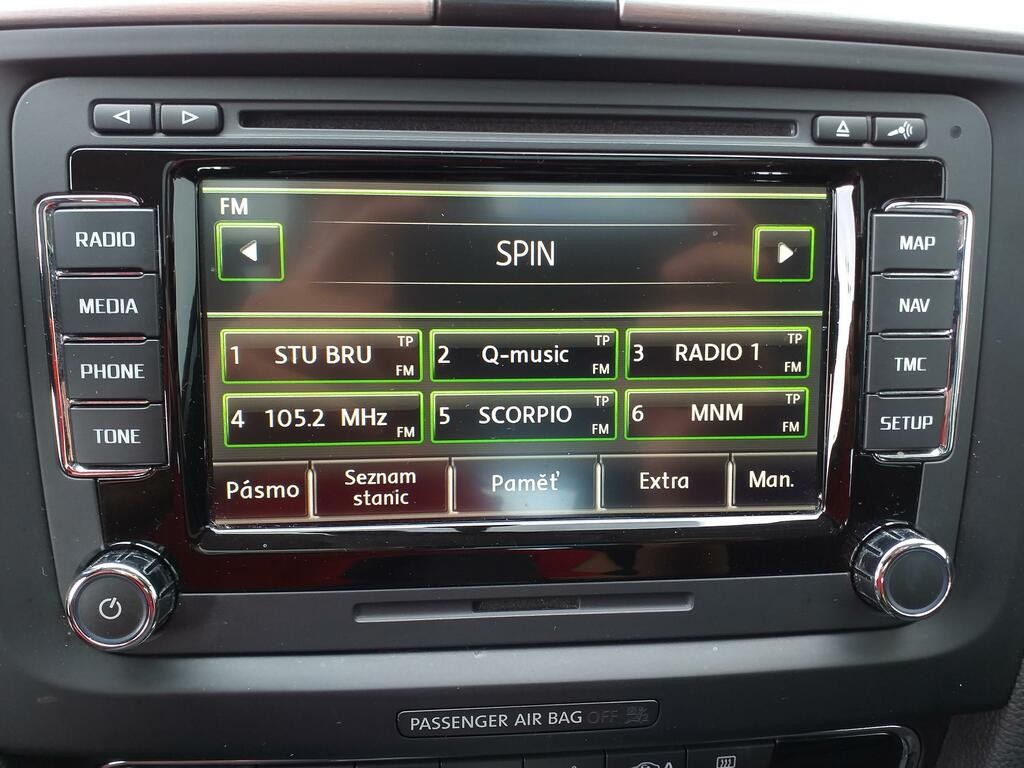 FM
SPIN
RADIO
MEDIA
PHONE
TONE
MAP
NAV
TMC
SETUP
1 STU BRU TP FM
2 Q-music TP FM
3 RADIO 1 TP FM
4 105.2 MHz FM
5 SCORPIO TP FM
6 MNM TP FM
Pásmo
Seznam
stanic
Paměť
Extra
Man.
PASSENGER AIR BAG OFF
A